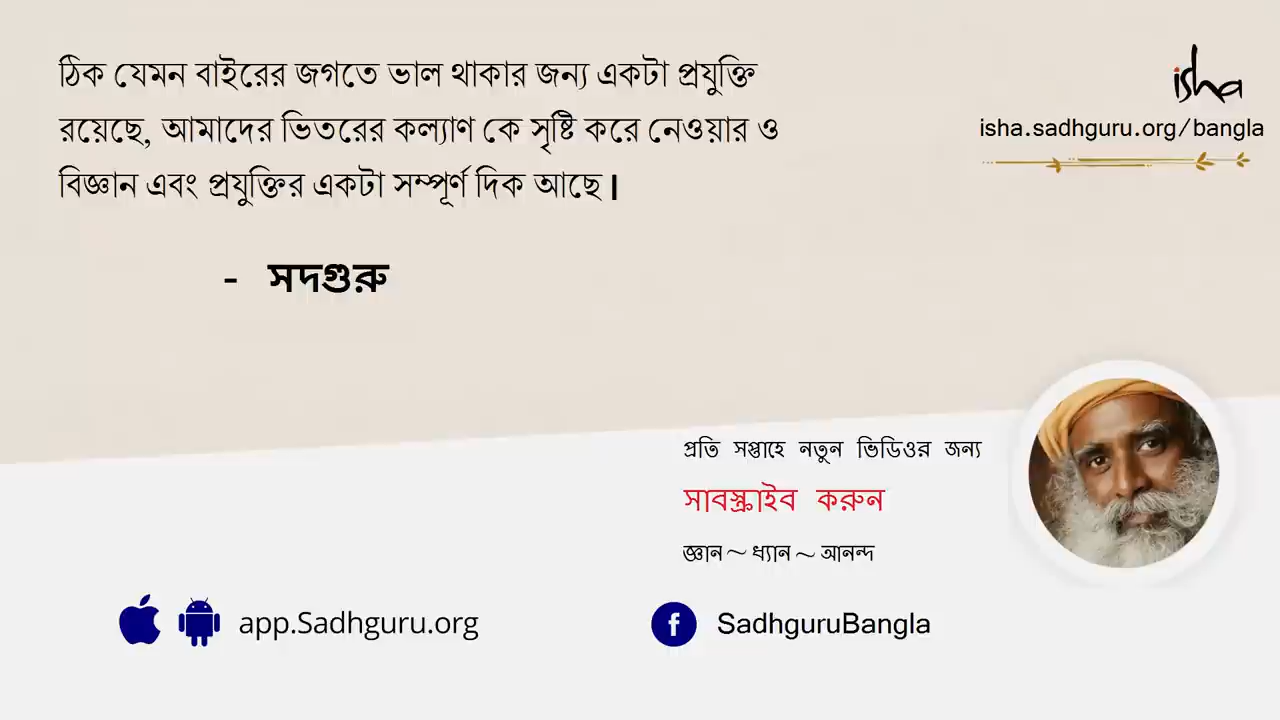 ঠিক যেমন বাইরের জগতে ভাল থাকার জন্য একটা প্রযুক্তি
রয়েছে, আমাদের ভিতরের কল্যাণ কে সৃষ্টি করে নেওয়ার ও
বিজ্ঞান এবং প্রযুক্তির একটা সম্পূর্ণ দিক আছে।
- সদগুরু
isha
isha.sadhguru.org/bangla
প্রতি সপ্তাহে নতুন ভিডিওর জন্য
সাবস্ক্রাইব করুন
জ্ঞান ~ ধ্যান ~ আনন্দ
app.Sadhguru.org
f SadhguruBangla